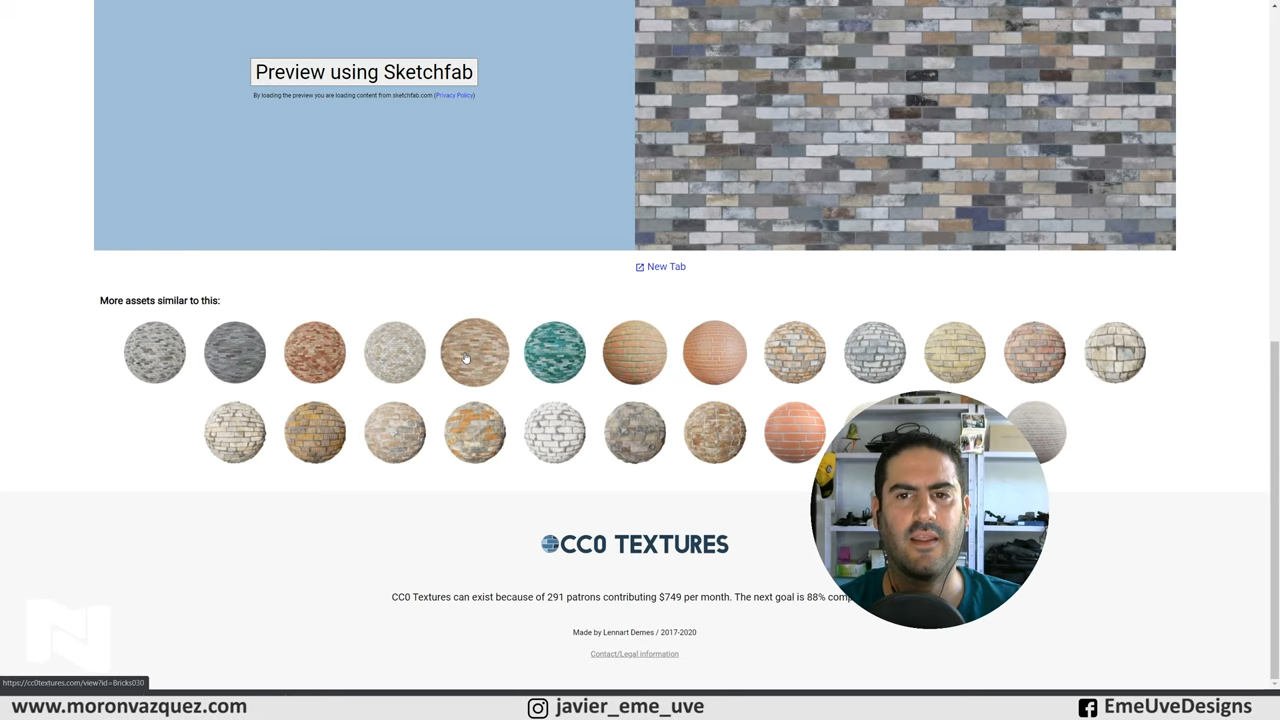 Preview using Sketchfab
By loading the preview you are loading content from sketchfab.com (Privacy Policy)
New Tab
More assets similar to this:
CC0 TEXTURES
CC0 Textures can exist because of 291 patrons contributing $749 per month. The next goal is 88% comp
Made by Lennart Demes / 2017-2020
Contact/Legal information
https://cc0textures.com/view?id=Bricks030
www.moronvazquez.com
javier_eme_uve
EmeUveDesigns